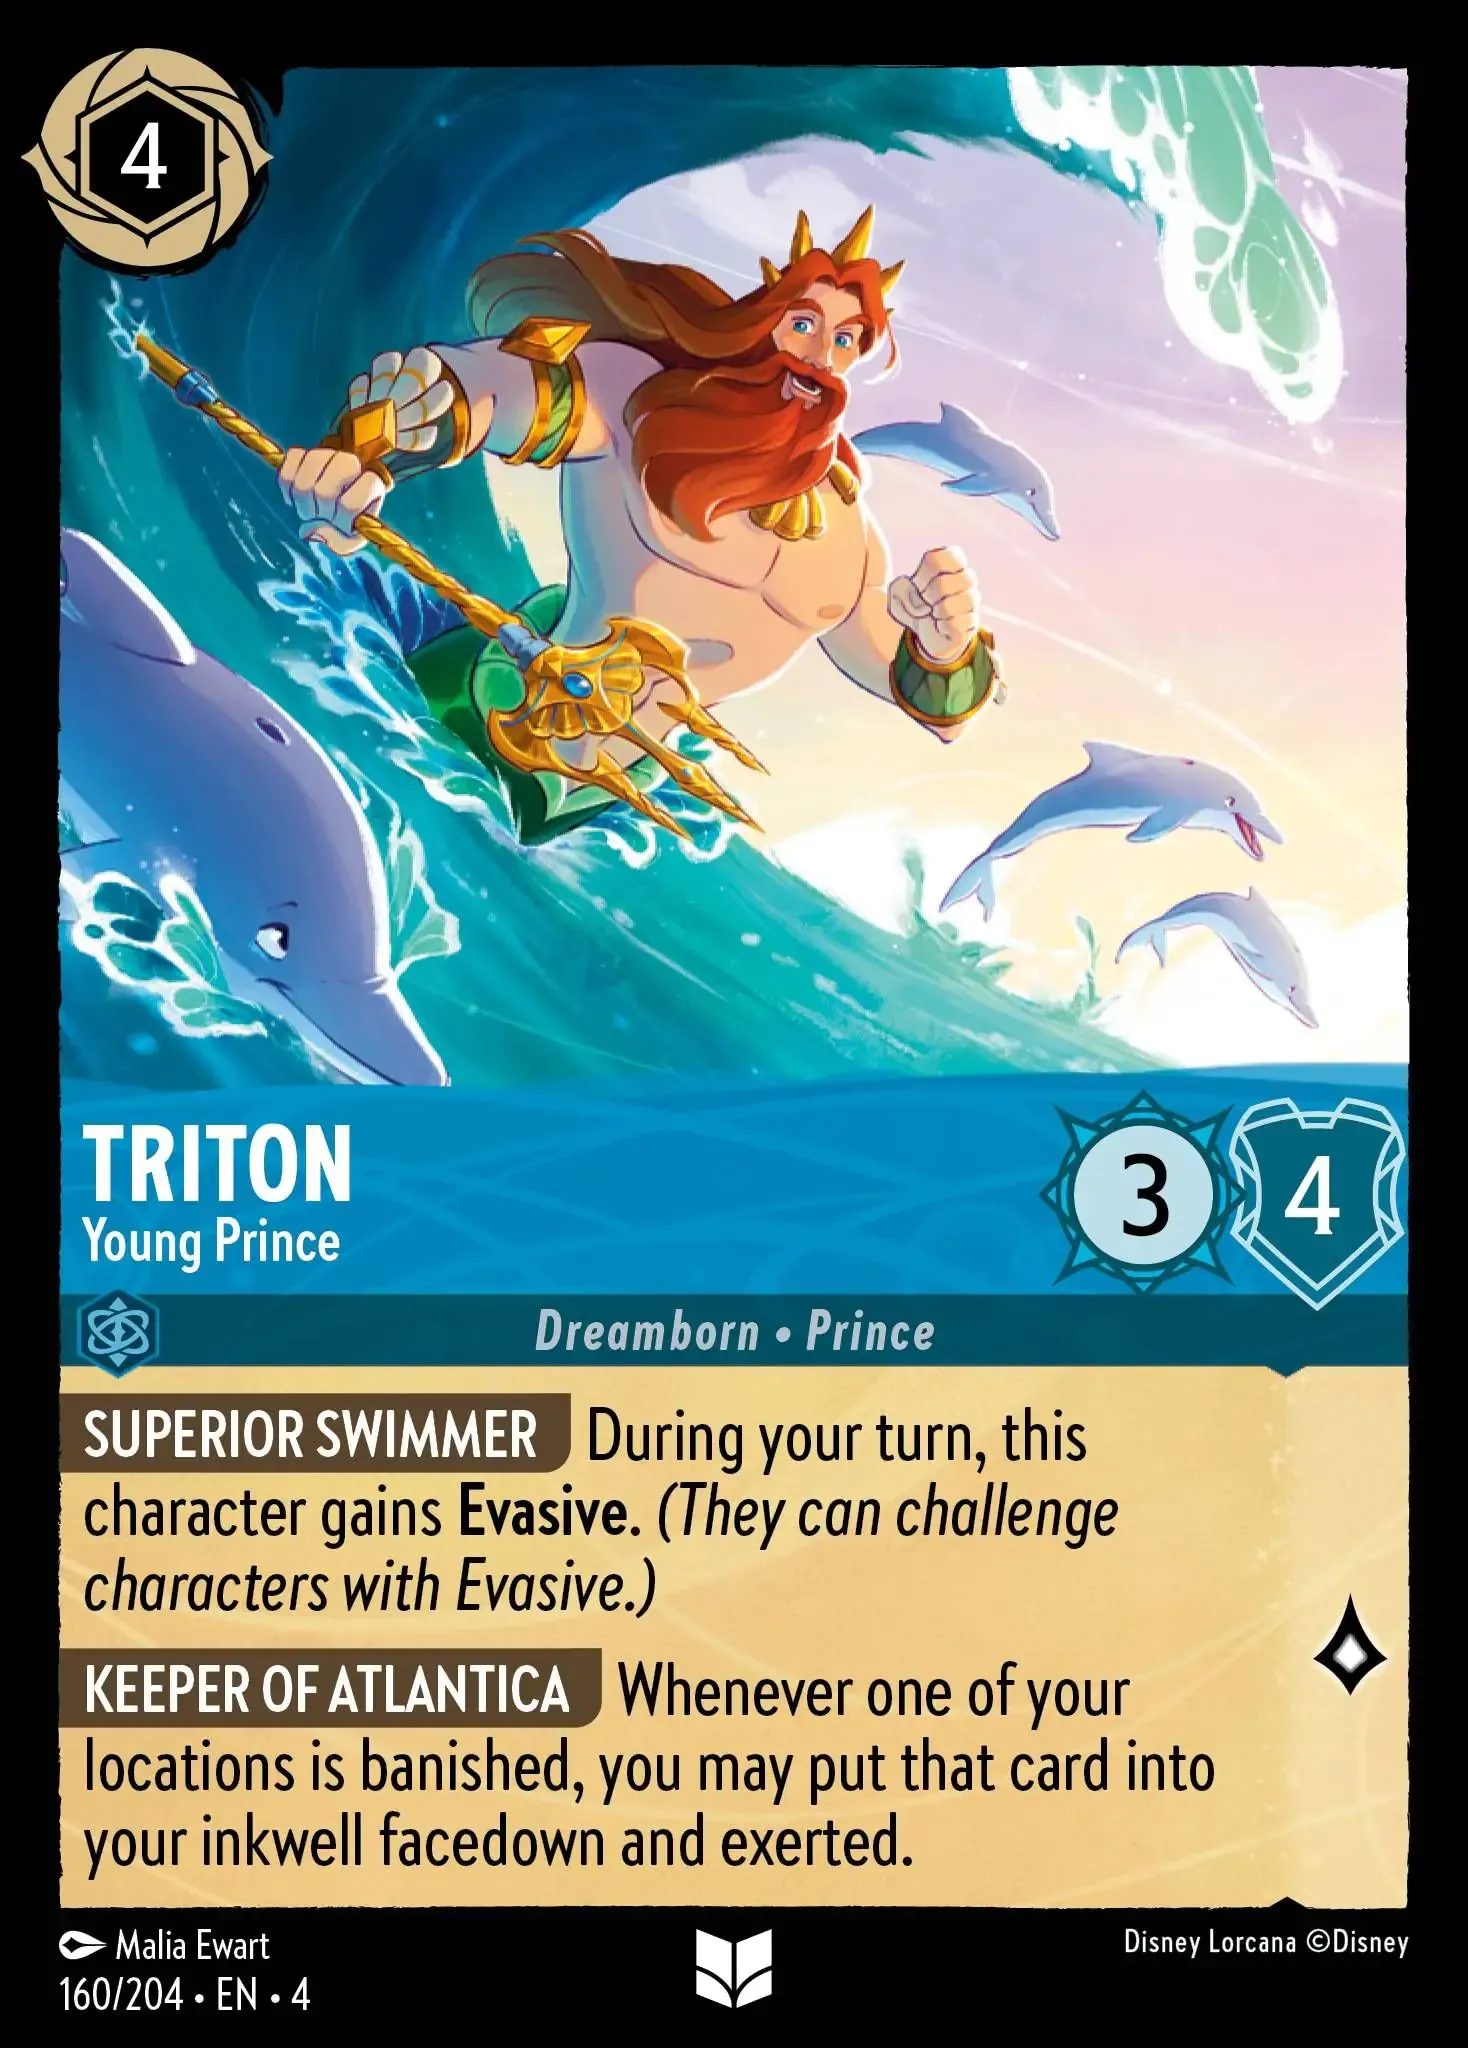 4
TRITON
Young Prince
3
4
Dreamborn • Prince
SUPERIOR SWIMMER During your turn, this
character gains Evasive. (They can challenge
characters with Evasive.)
KEEPER OF ATLANTICA Whenever one of your
locations is banished, you may put that card into
your inkwell facedown and exerted.
Malia Ewart
160/204 • EN • 4
Disney Lorcana ©Disney